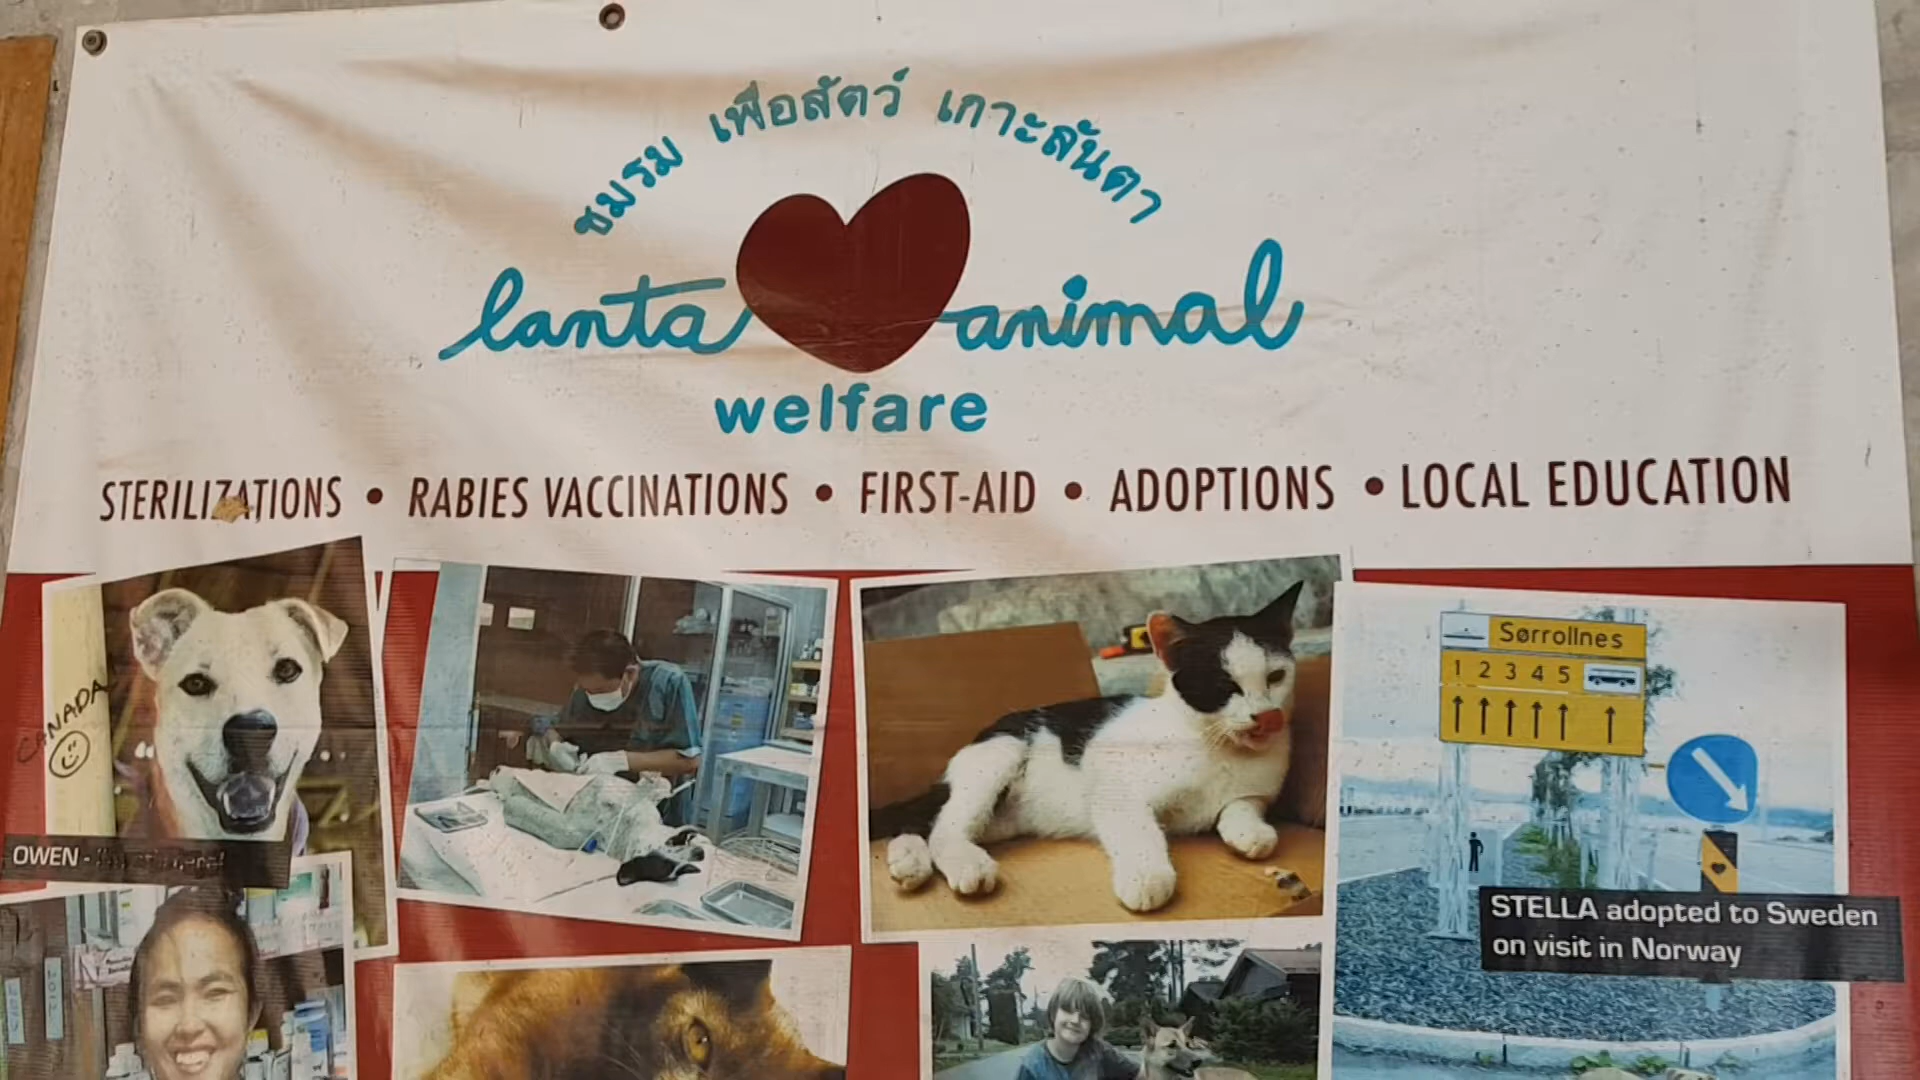 ชมรม เพื่อสัตว์ เกาะลันตา
lanta animal
welfare
STERILIZATIONS • RABIES VACCINATIONS • FIRST-AID • ADOPTIONS • LOCAL EDUCATION
CANADA
OWEN -
Sørrollnes
1 2 3 4 5
STELLA adopted to Sweden
on visit in Norway